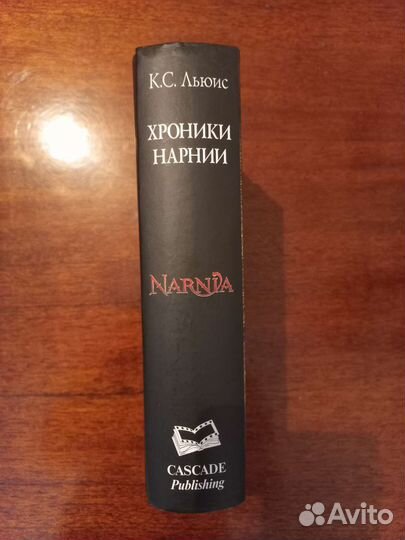 К.С. Льюис
ХРОНИКИ
НАРНИИ
NARNIA
CASCADE
Publishing
Avito